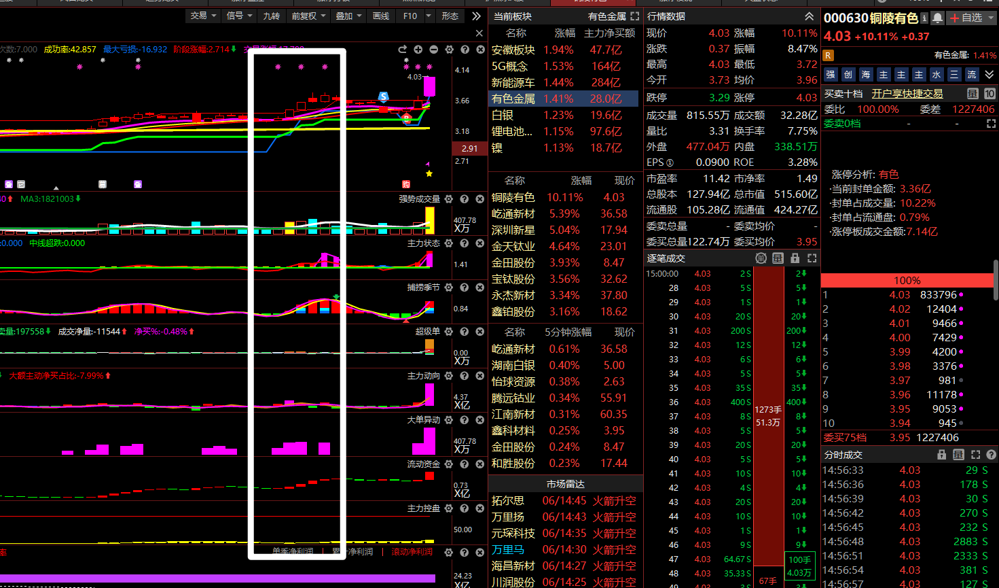 交易 信号 九转 前复权 叠加 画线 F10 形态
次数:7.000 成功率:42.857 最大亏损:-16.932 阶段涨幅:2.714
4.03
4.14
3.66
3.18
2.91
2.71
S
MA3:1821003 强势成交量
407.78
X万
:0.000 中线超跌:0.000 主力状态
1.41
捕捞季节
0.84
卖量:197558 成交净量:-11544 净买%:-0.48% 超级单
0.00
X万
大额主动净买占比:-7.99% 主力动向
4.37
X亿
大单异动
407.78
X万
流动资金
0.73
X亿
主力控盘
50.00
单季净利润 滚动净利润
24.23
X亿
当前板块 有色金属
名称 涨幅 主力净买额
安徽板块 1.94% 47.7亿
5G概念 1.53% 164亿
新能源车 1.44% 284亿
有色金属 1.41% 28.0亿
白银 1.23% 19.6亿
锂电池... 1.15% 97.6亿
镍 1.13% 18.7亿
名称 涨幅 现价
铜陵有色 10.11% 4.03
屹通新材 5.39% 36.58
深圳新星 5.04% 17.94
金天钛业 4.64% 23.01
金田股份 3.93% 8.47
宝钛股份 3.56% 32.62
永杰新材 3.34% 37.80
鑫铂股份 3.16% 18.62
名称 5分钟涨幅 现价
屹通新材 0.61% 36.58
湖南白银 0.40% 5.00
怡球资源 0.38% 2.63
腾远钴业 0.34% 55.91
江南新材 0.31% 60.35
鑫科材料 0.25% 3.95
金田股份 0.24% 8.47
和胜股份 0.23% 17.44
市场雷达
拓尔思 06/14:45 火箭升空
万里扬 06/14:43 火箭升空
元琛科技 06/14:35 火箭升空
万里马 06/14:30 火箭升空
海昌新材 06/14:27 火箭升空
川润股份 06/14:25 火箭升空
行情数据
现价 4.03 涨幅 10.11%
涨跌 0.37 振幅 8.47%
最高 4.03 最低 3.72
今开 3.73 均价 3.96
跌停 3.29 涨停 4.03
成交量 815.55万 成交额 32.28亿
量比 3.31 换手率 7.75%
外盘 477.04万 内盘 338.51万
EPS① 0.0900 ROE 3.28%
市盈率 11.42 市净率 1.49
总股本 127.94亿 总市值 515.60亿
流通股 105.28亿 流通值 424.27亿
委卖总量 - 委卖均价 -
委买总量 122.74万 委买均价 3.95
逐笔成交
15:00:00 4.03 2 S 2
28 4.03 5 S 5
29 4.03 1 S 1
30 4.03 20 S 20
31 4.03 200 S 200
32 4.03 12 S 12
33 4.03 6 S 6
34 4.03 5 S 5
35 4.03 35 S 35
36 4.03 400 S 400
37 4.03 8 S 8
38 4.03 5 S 5
39 4.03 20 S 20
40 4.03 5 S 5
41 4.03 10 S 10
42 4.03 4 S 4
43 4.03 20 S 20
44 4.03 10 S 10
45 4.03 1 S 1
46 4.03 9 S 9
47 4.03 64.67 S
48 4.03 35.33 S
1273手
51.3万
100手
4.03万
67手
000630 铜陵有色 + 自选
4.03 +10.11% +0.37
R 有色金属: 1.41%
强 创 海 主 主 主 水 三 流
买卖十档 开户享快捷交易 10
委比 100.00% 委差 1227406
委卖0档 - -
涨停分析: 有色
·当前封单金额: 3.36亿
·封单占成交量: 10.22%
·封单占流通盘: 0.79%
·涨停板成交金额:7.14亿
100%
1 4.03 833796
2 4.02 12404
3 4.01 9466
4 4.00 7429
5 3.99 4200
6 3.98 3376
7 3.97 981
8 3.96 11178
9 3.95 9053
10 3.94 945
委买75档 3.95 1227406
分时成交
14:56:33 4.03 29 S
14:56:36 4.03 178 S
14:56:39 4.03 30 S
14:56:42 4.03 270 S
14:56:45 4.03 232 S
14:56:48 4.03 2883 S
14:56:51 4.03 2333 S
14:56:54 4.03 381 S
14:56:57 4.03 127 S